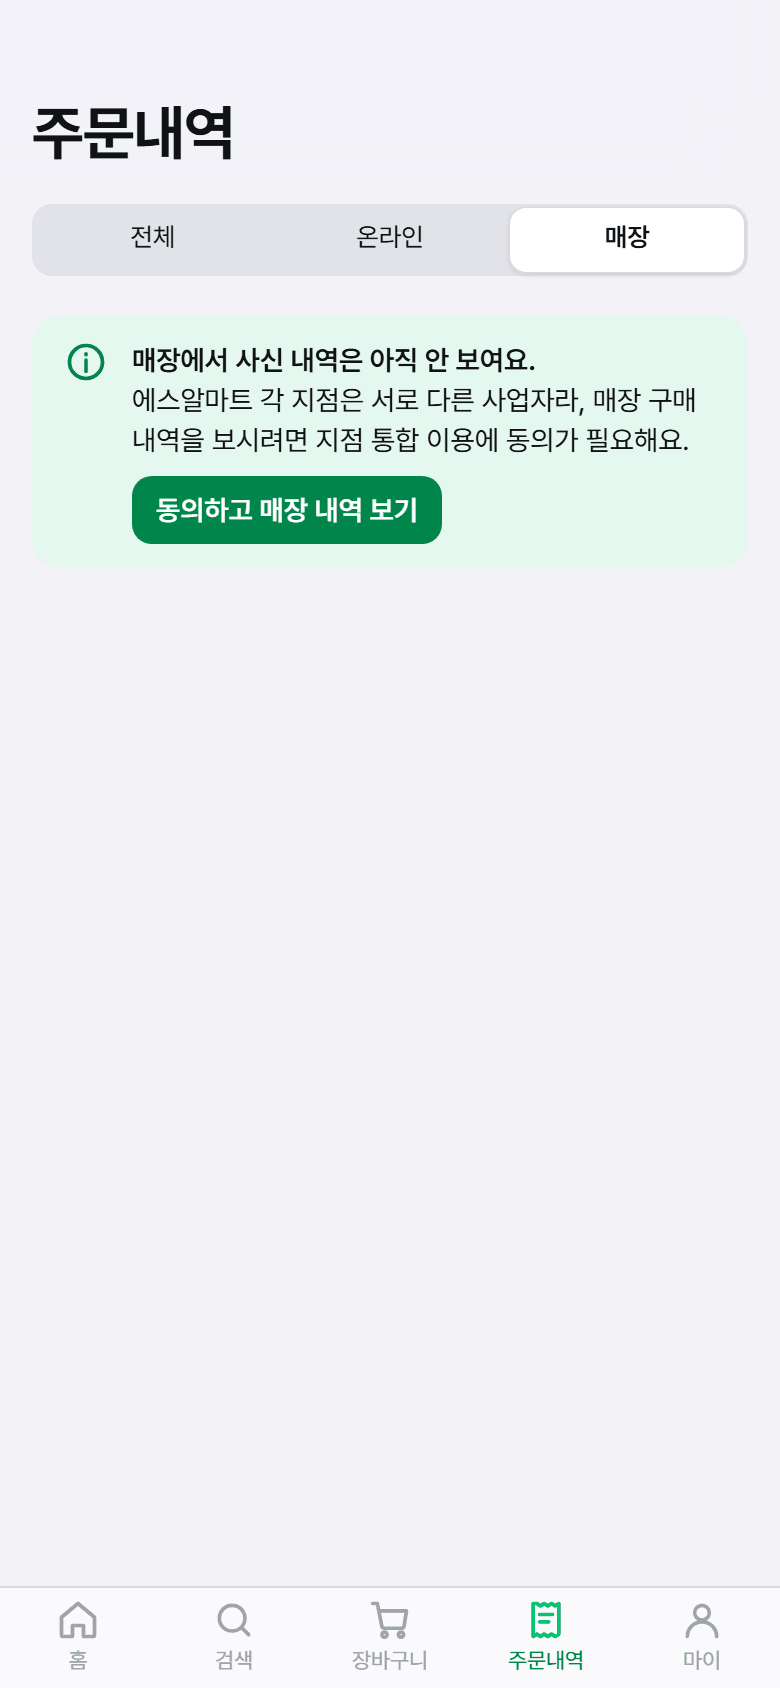 주문내역
전체
온라인
매장
매장에서 사신 내역은 아직 안 보여요.
에스알마트 각 지점은 서로 다른 사업자라, 매장 구매
내역을 보시려면 지점 통합 이용에 동의가 필요해요.
동의하고 매장 내역 보기
홈
검색
장바구니
주문내역
마이